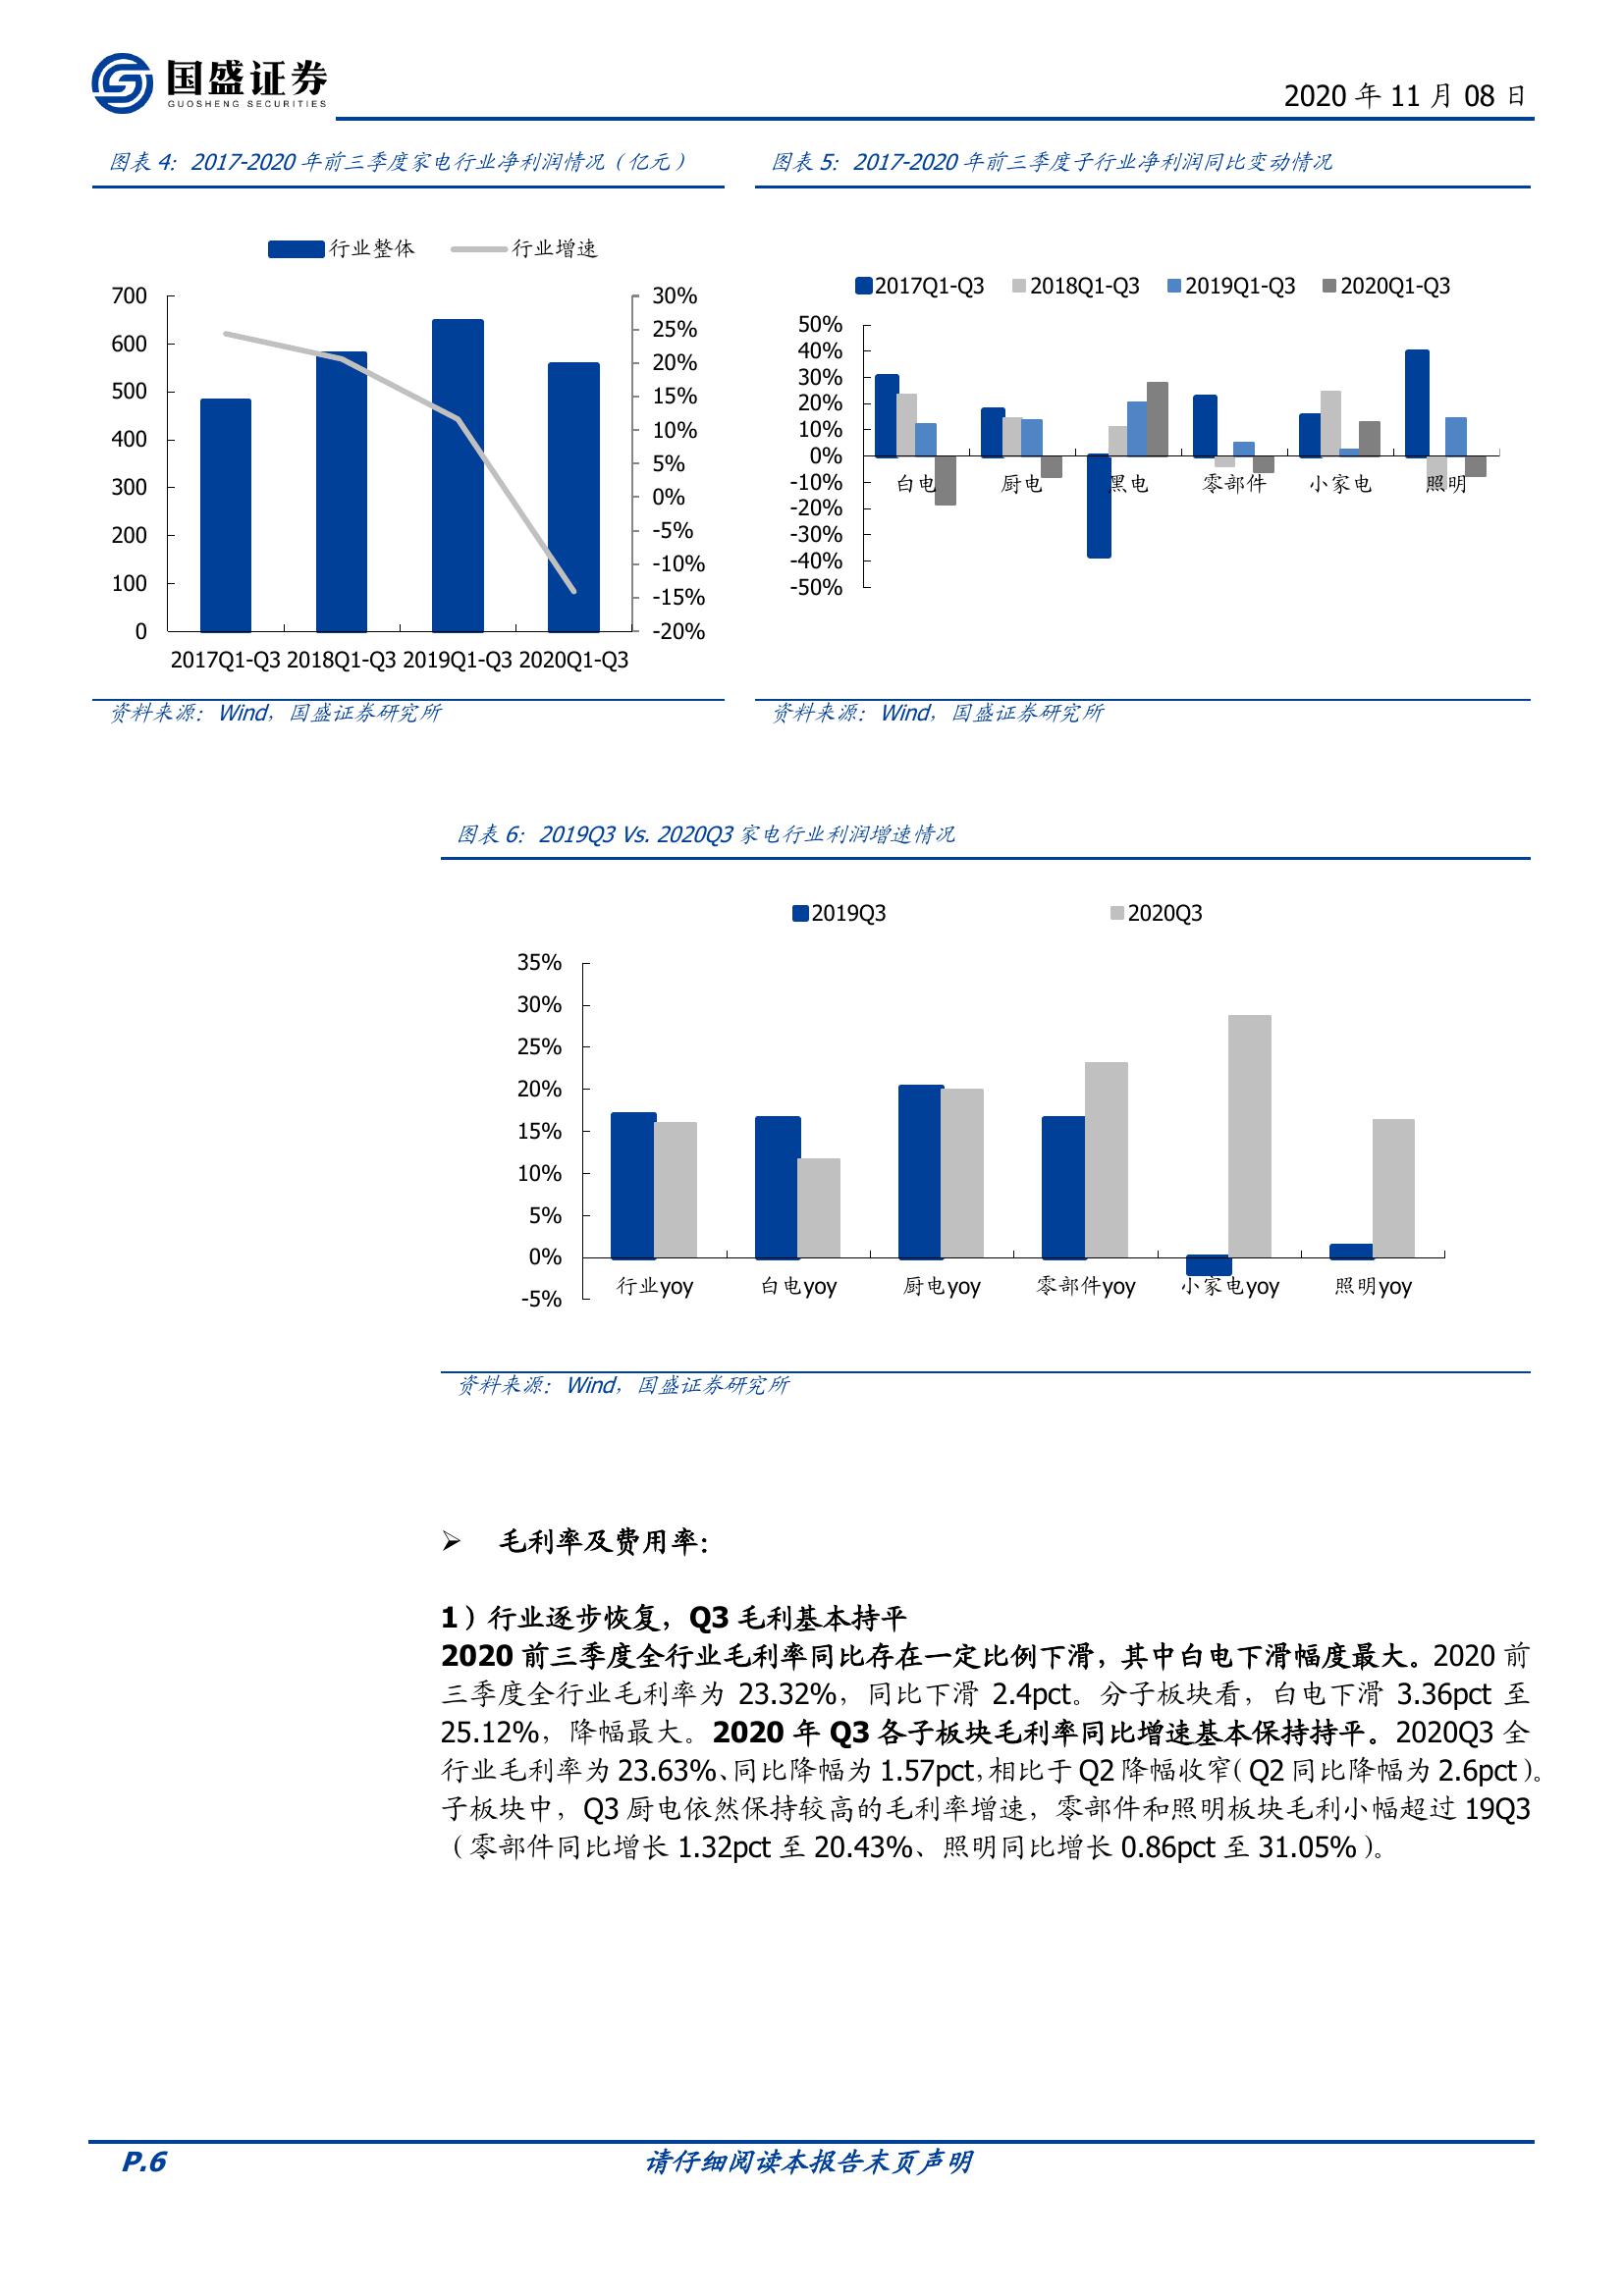 国盛证券
GUOSHENG SECURITIES
2020 年 11 月 08 日
图表 4：2017-2020 年前三季度家电行业净利润情况（亿元）
行业整体 行业增速
700
600
500
400
300
200
100
0
30%
25%
20%
15%
10%
5%
0%
-5%
-10%
-15%
-20%
2017Q1-Q3 2018Q1-Q3 2019Q1-Q3 2020Q1-Q3
资料来源：Wind，国盛证券研究所
图表 5：2017-2020 年前三季度子行业净利润同比变动情况
2017Q1-Q3 2018Q1-Q3 2019Q1-Q3 2020Q1-Q3
50%
40%
30%
20%
10%
0%
-10%
-20%
-30%
-40%
-50%
白电 厨电 黑电 零部件 小家电 照明
资料来源：Wind，国盛证券研究所
图表 6：2019Q3 Vs. 2020Q3 家电行业利润增速情况
2019Q3 2020Q3
35%
30%
25%
20%
15%
10%
5%
0%
-5%
行业yoy 白电yoy 厨电yoy 零部件yoy 小家电yoy 照明yoy
资料来源：Wind，国盛证券研究所
➢ 毛利率及费用率：
1）行业逐步恢复，Q3 毛利基本持平
2020 前三季度全行业毛利率同比存在一定比例下滑，其中白电下滑幅度最大。2020 前
三季度全行业毛利率为 23.32%，同比下滑 2.4pct。分子板块看，白电下滑 3.36pct 至
25.12%，降幅最大。2020 年 Q3 各子板块毛利率同比增速基本保持持平。2020Q3 全
行业毛利率为 23.63%、同比降幅为 1.57pct，相比于 Q2 降幅收窄（Q2 同比降幅为 2.6pct）。
子板块中，Q3 厨电依然保持较高的毛利率增速，零部件和照明板块毛利小幅超过 19Q3
（零部件同比增长 1.32pct 至 20.43%、照明同比增长 0.86pct 至 31.05%）。
P.6
请仔细阅读本报告末页声明